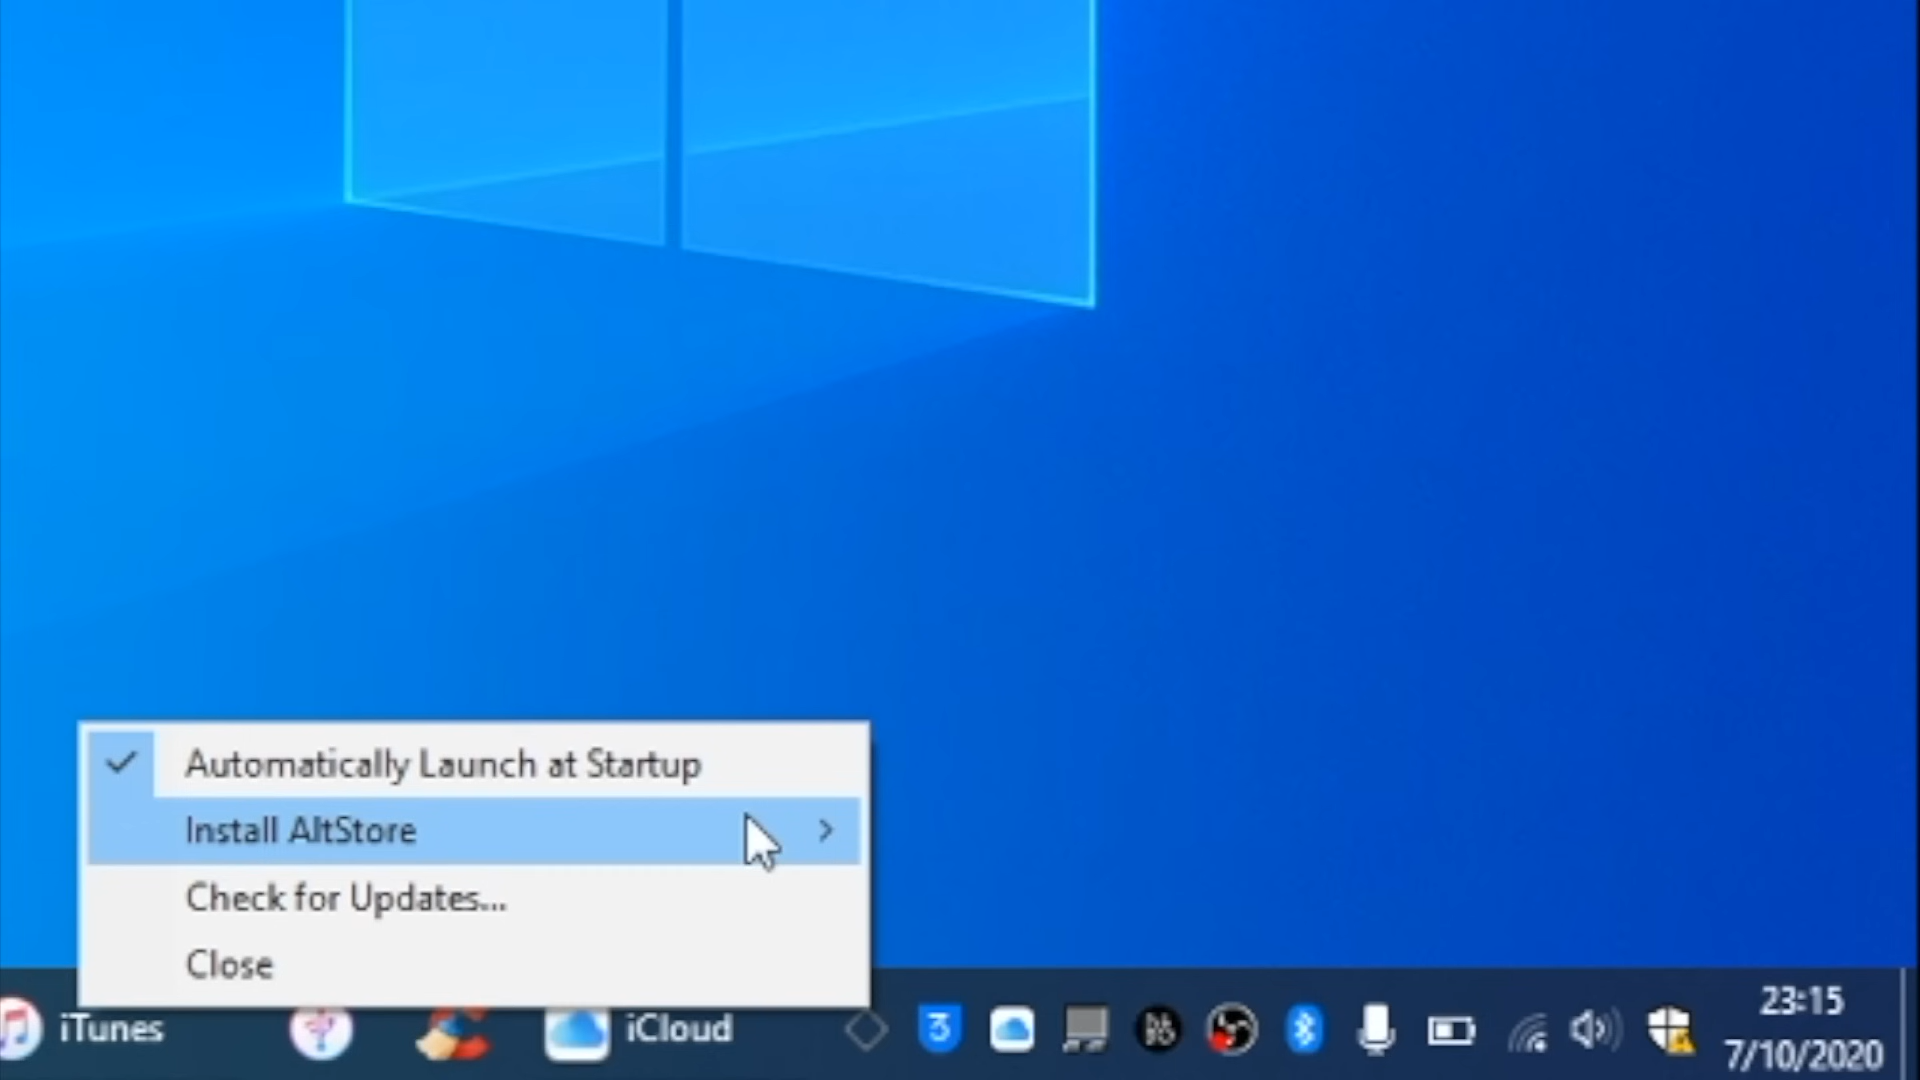 Automatically Launch at Startup
Install AltStore
Check for Updates...
Close
iTunes
iCloud
23:15
7/10/2020